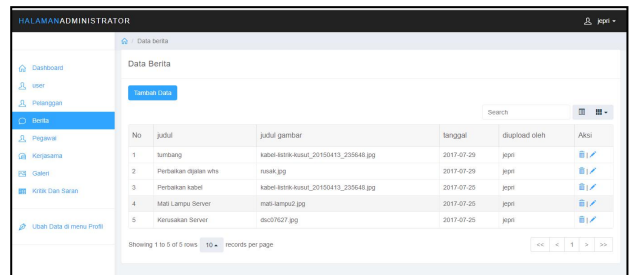 HALAMANADMINISTRATOR
jepri
/ Data berita
Dashboard
user
Pelanggan
Berita
Pegawai
Kerjasama
Galeri
Kritik Dan Saran
Ubah Data di menu Profil
Data Berita
Tambah Data
Search
No judul judul gambar tanggal diupload oleh Aksi
1 tumbang kabel-listrik-kusut_20150413_235648.jpg 2017-07-29 jepri |
2 Perbaikan dijalan whs rusak.jpg 2017-07-29 jepri |
3 Perbaikan kabel kabel-listrik-kusut_20150413_235648.jpg 2017-07-25 jepri |
4 Mati Lampu Server mati-lampu2.jpg 2017-07-25 jepri |
5 Kerusakan Server dsc07627.jpg 2017-07-25 jepri |
Showing 1 to 5 of 5 rows 10 records per page << < 1 > >>